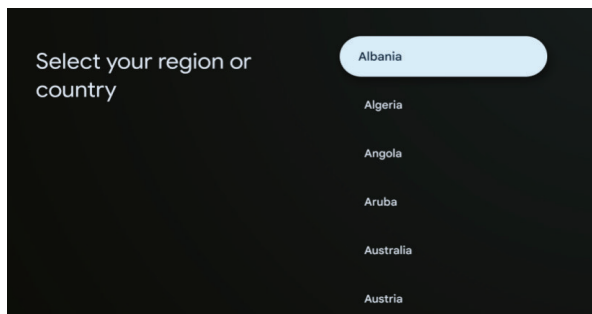 Select your region or
country
Albania
Algeria
Angola
Aruba
Australia
Austria